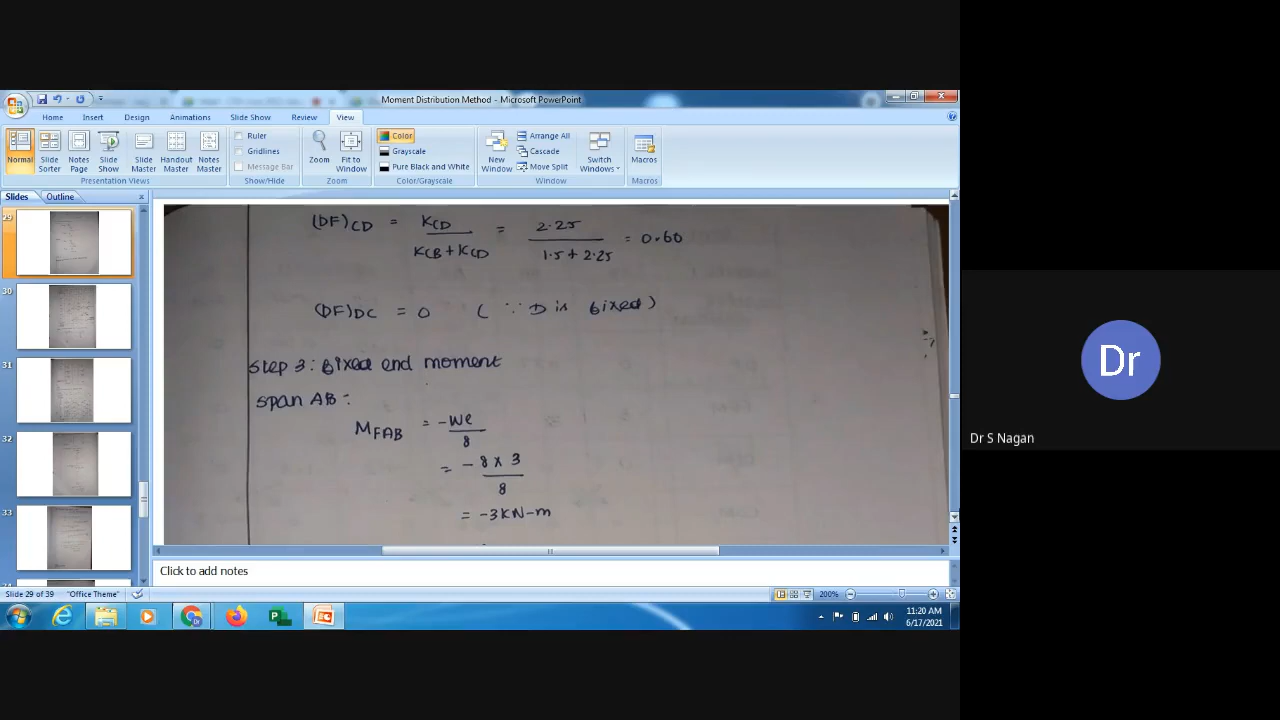 Moment Distribution Method - Microsoft PowerPoint
Home Insert Design Animations Slide Show Review View
Normal Slide Sorter Notes Page Slide Show Slide Master Handout Master Notes Master
Presentation Views
Ruler
Gridlines
Message Bar
Show/Hide
Zoom Fit to Window
Zoom
Color
Grayscale
Pure Black and White
Color/Grayscale
New Window
Arrange All
Cascade
Move Split
Switch Windows
Window
Macros
Macros
Slides Outline
29
30
31
32
33
(DF)CD = KCD / KCB + KCD = 2.25 / 1.5 + 2.25 = 0.60
(DF)DC = 0 ( ∵ D is fixed )
Step 3 : fixed end moment
span AB :-
MFAB = -Wl / 8
= - 8 x 3 / 8
= -3 KN-m
Click to add notes
Slide 29 of 39 "Office Theme" 200%
11:20 AM
6/17/2021
Dr
Dr S Nagan